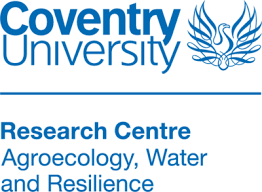 Coventry
University
Research Centre
Agroecology, Water
and Resilience